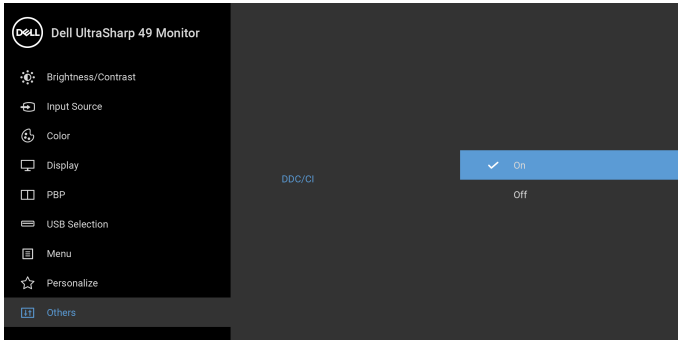 DELL
Dell UltraSharp 49 Monitor
Brightness/Contrast
Input Source
Color
Display
PBP
USB Selection
Menu
Personalize
Others
DDC/CI
On
Off